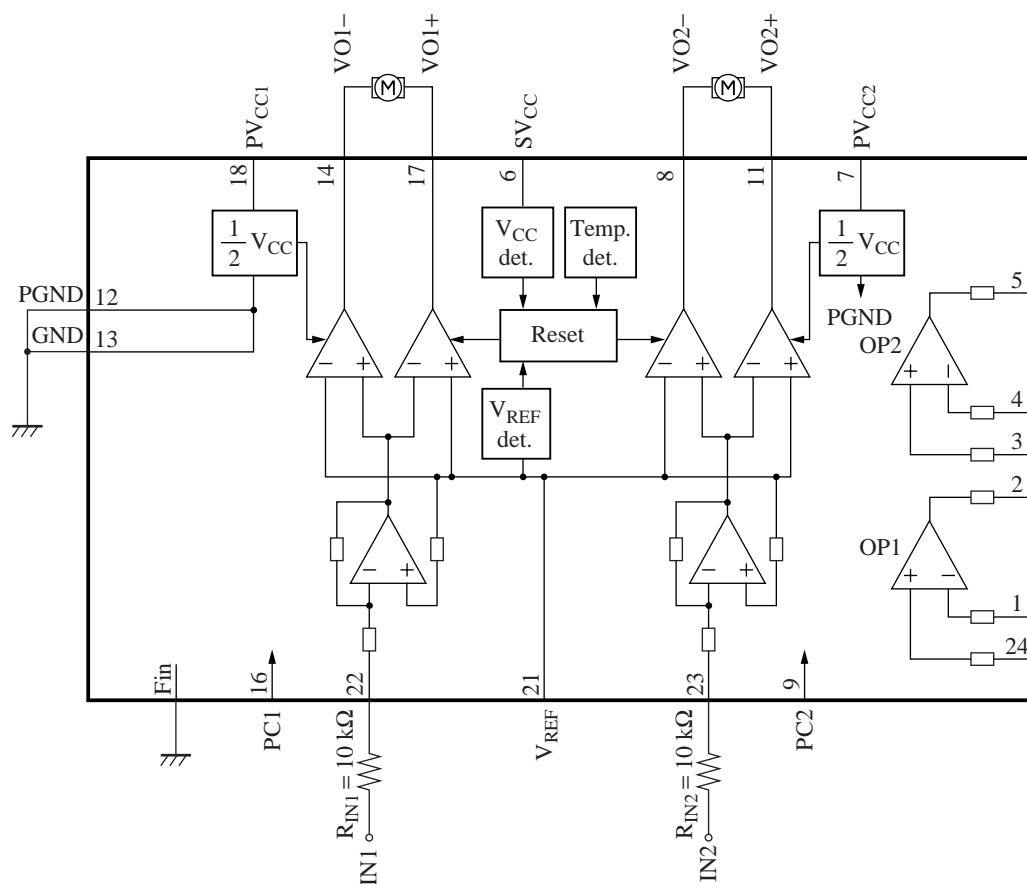 VO1−
VO1+
VO2−
VO2+
M
M
PVCC1
SVCC
PVCC2
18
14
17
6
8
11
7
1/2 VCC
VCC det.
Temp. det.
1/2 VCC
PGND 12
GND 13
Reset
PGND
5
OP2
− +
− +
− +
− +
+ −
4
VREF det.
3
2
OP1
− +
− +
+ −
1
24
Fin
16
22
21
23
9
PC1
RIN1 = 10 kΩ
VREF
RIN2 = 10 kΩ
PC2
IN1
IN2